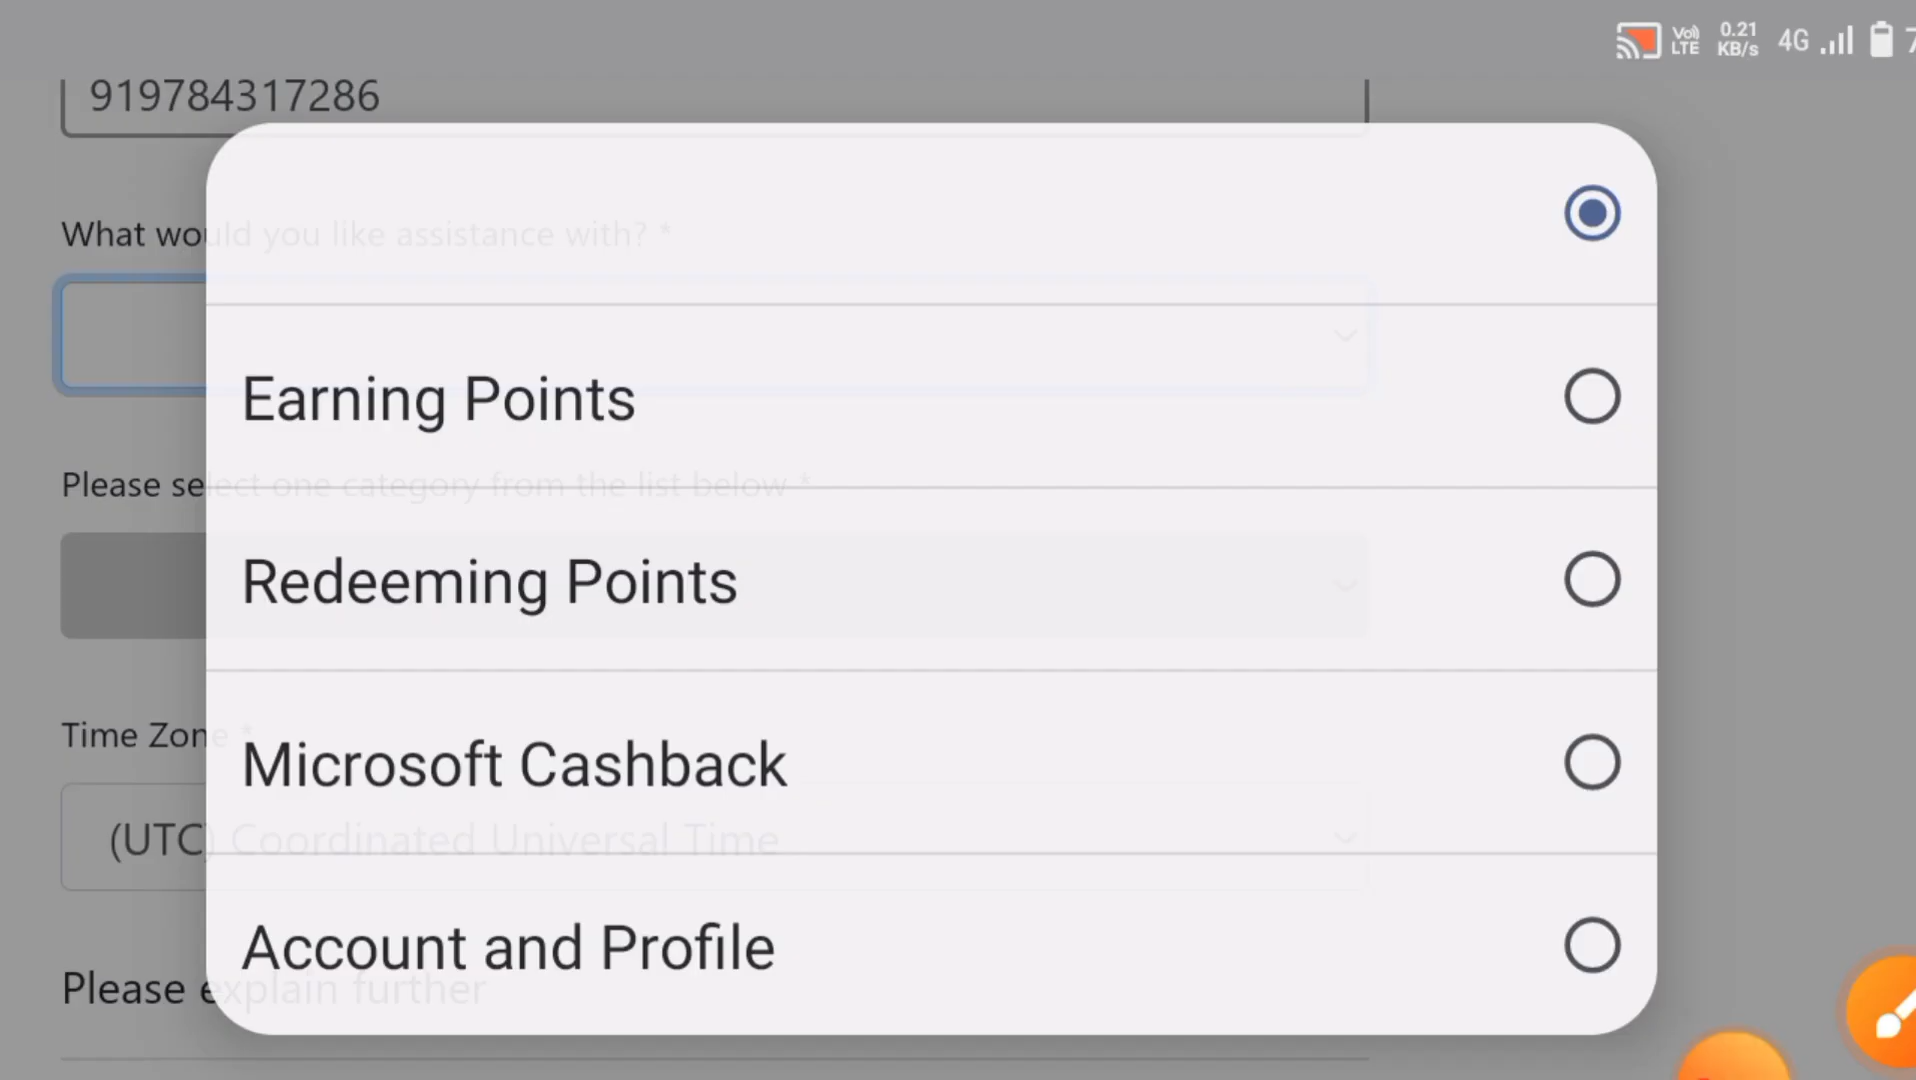 Vo)) LTE 0.21 KB/s 4G 7
919784317286
What would you like assistance with? *
Earning Points
Please select one category from the list below *
Redeeming Points
Time Zone *
Microsoft Cashback
(UTC) Coordinated Universal Time
Account and Profile
Please explain further